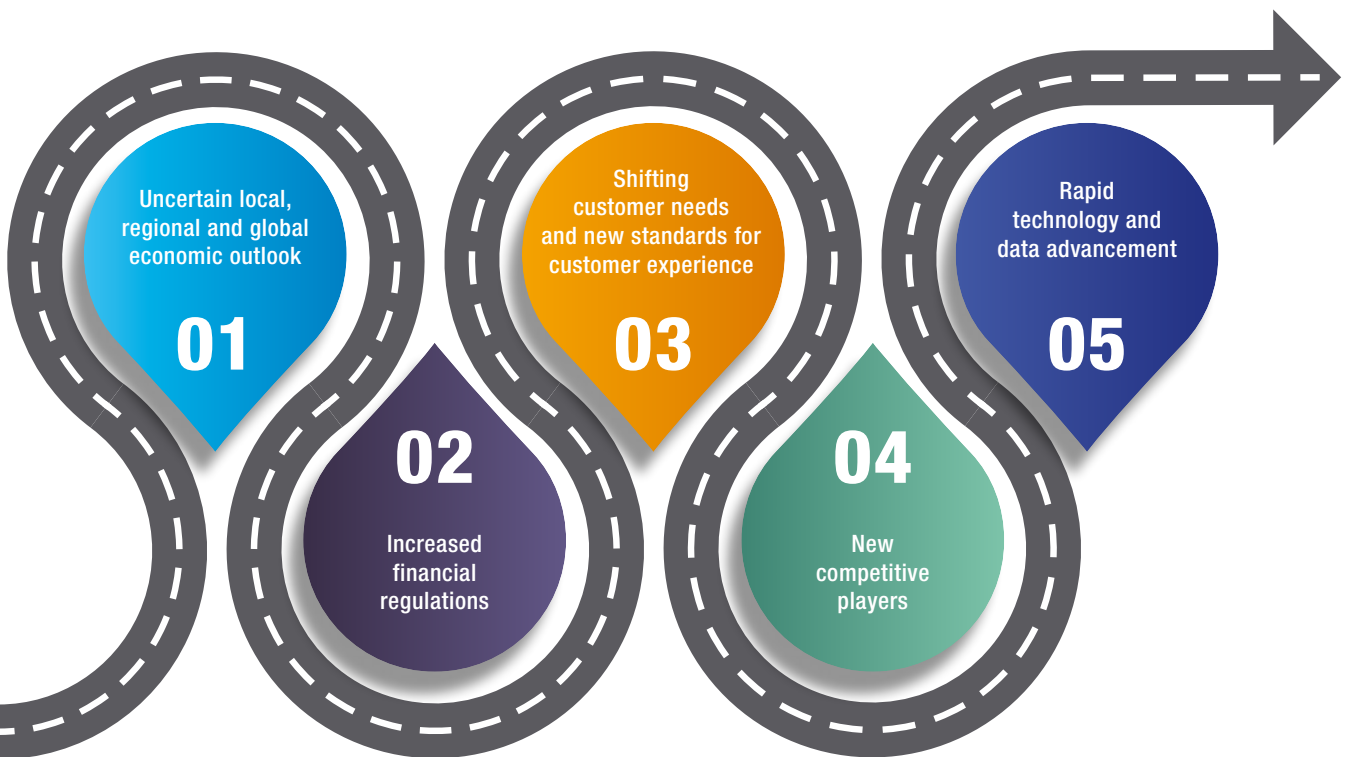 Uncertain local,
regional and global
economic outlook
01
02
Increased
financial
regulations
Shifting
customer needs
and new standards for
customer experience
03
04
New
competitive
players
Rapid
technology and
data advancement
05